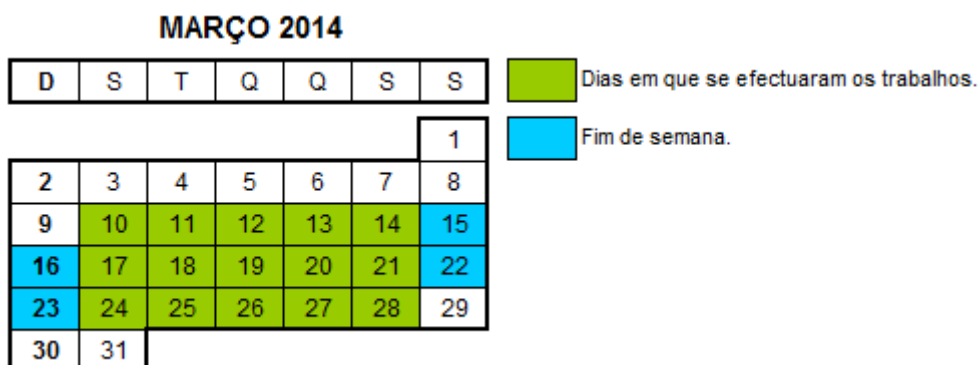 MARÇO 2014
D S T Q Q S S
Dias em que se efectuaram os trabalhos.
1
Fim de semana.
2 3 4 5 6 7 8
9 10 11 12 13 14 15
16 17 18 19 20 21 22
23 24 25 26 27 28 29
30 31